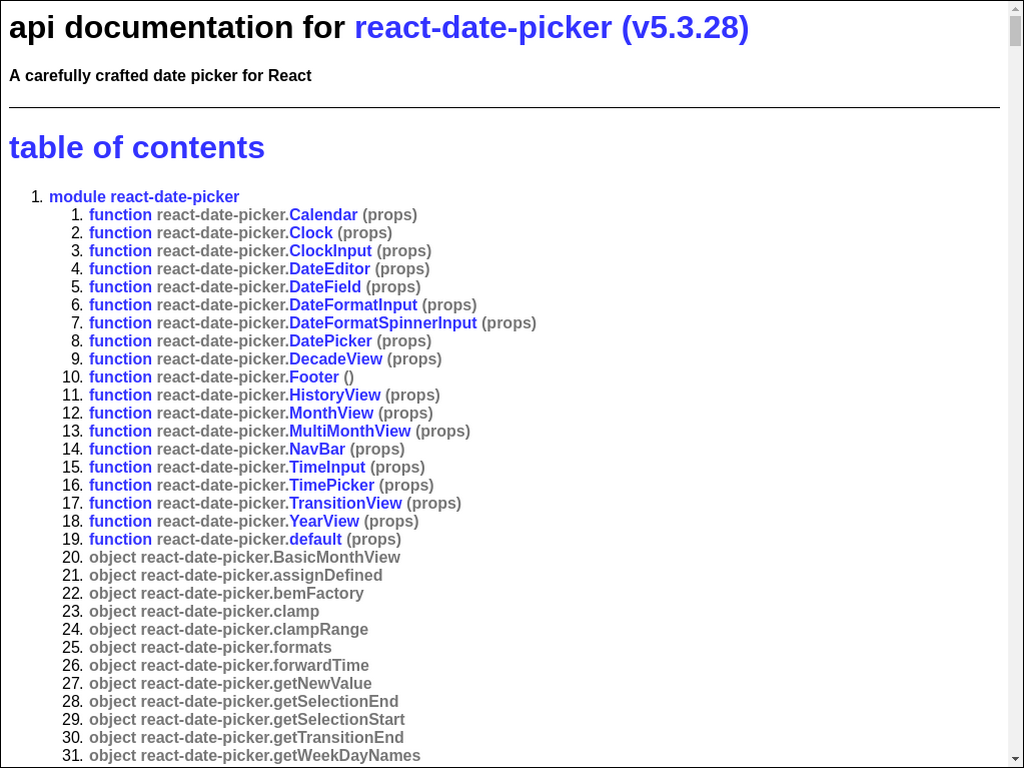 api documentation for react-date-picker (v5.3.28)
A carefully crafted date picker for React
table of contents
1. module react-date-picker
1. function react-date-picker.Calendar (props)
2. function react-date-picker.Clock (props)
3. function react-date-picker.ClockInput (props)
4. function react-date-picker.DateEditor (props)
5. function react-date-picker.DateField (props)
6. function react-date-picker.DateFormatInput (props)
7. function react-date-picker.DateFormatSpinnerInput (props)
8. function react-date-picker.DatePicker (props)
9. function react-date-picker.DecadeView (props)
10. function react-date-picker.Footer ()
11. function react-date-picker.HistoryView (props)
12. function react-date-picker.MonthView (props)
13. function react-date-picker.MultiMonthView (props)
14. function react-date-picker.NavBar (props)
15. function react-date-picker.TimeInput (props)
16. function react-date-picker.TimePicker (props)
17. function react-date-picker.TransitionView (props)
18. function react-date-picker.YearView (props)
19. function react-date-picker.default (props)
20. object react-date-picker.BasicMonthView
21. object react-date-picker.assignDefined
22. object react-date-picker.bemFactory
23. object react-date-picker.clamp
24. object react-date-picker.clampRange
25. object react-date-picker.formats
26. object react-date-picker.forwardTime
27. object react-date-picker.getNewValue
28. object react-date-picker.getSelectionEnd
29. object react-date-picker.getSelectionStart
30. object react-date-picker.getTransitionEnd
31. object react-date-picker.getWeekDayNames